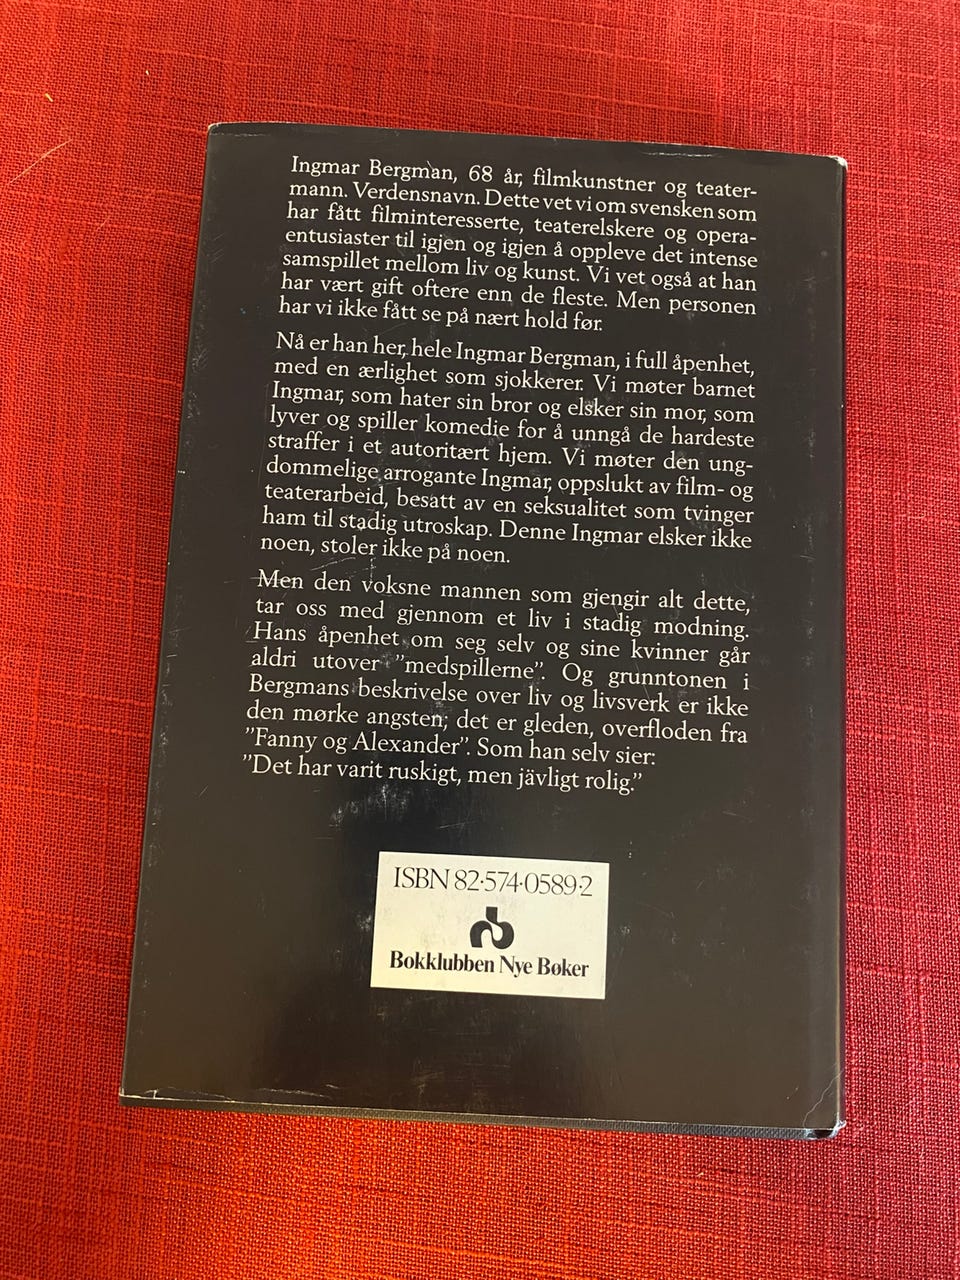 Ingmar Bergman, 68 år, filmkunstner og teater-
mann. Verdensnavn. Dette vet vi om svensken som
har fått filminteresserte, teaterelskere og opera-
entusiaster til igjen og igjen å oppleve det intense
samspillet mellom liv og kunst. Vi vet også at han
har vært gift oftere enn de fleste. Men personen
har vi ikke fått se på nært hold før.
Nå er han her, hele Ingmar Bergman, i full åpenhet,
med en ærlighet som sjokkerer. Vi møter barnet
Ingmar, som hater sin bror og elsker sin mor, som
lyver og spiller komedie for å unngå de hardeste
straffer i et autoritært hjem. Vi møter den ung-
dommelige arrogante Ingmar, oppslukt av film- og
teaterarbeid, besatt av en seksualitet som tvinger
ham til stadig utroskap. Denne Ingmar elsker ikke
noen, stoler ikke på noen.
Men den voksne mannen som gjengir alt dette,
tar oss med gjennom et liv i stadig modning.
Hans åpenhet om seg selv og sine kvinner går
aldri utover ”medspillerne”. Og grunntonen i
Bergmans beskrivelse over liv og livsverk er ikke
den mørke angsten; det er gleden, overfloden fra
”Fanny og Alexander”. Som han selv sier:
”Det har varit ruskigt, men jävligt rolig.”
ISBN 82·574·0589·2
Bokklubben Nye Bøker